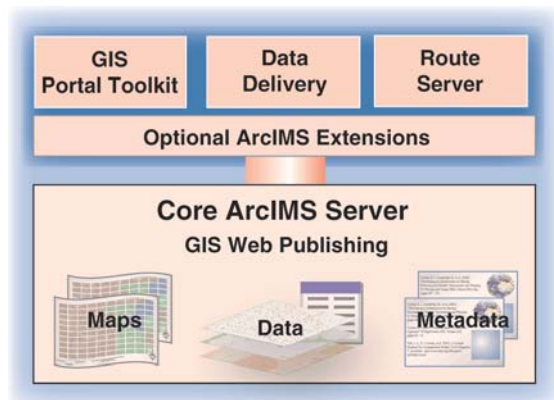 GIS
Portal Toolkit
Data
Delivery
Route
Server
Optional ArcIMS Extensions
Core ArcIMS Server
GIS Web Publishing
Maps
Data
Metadata